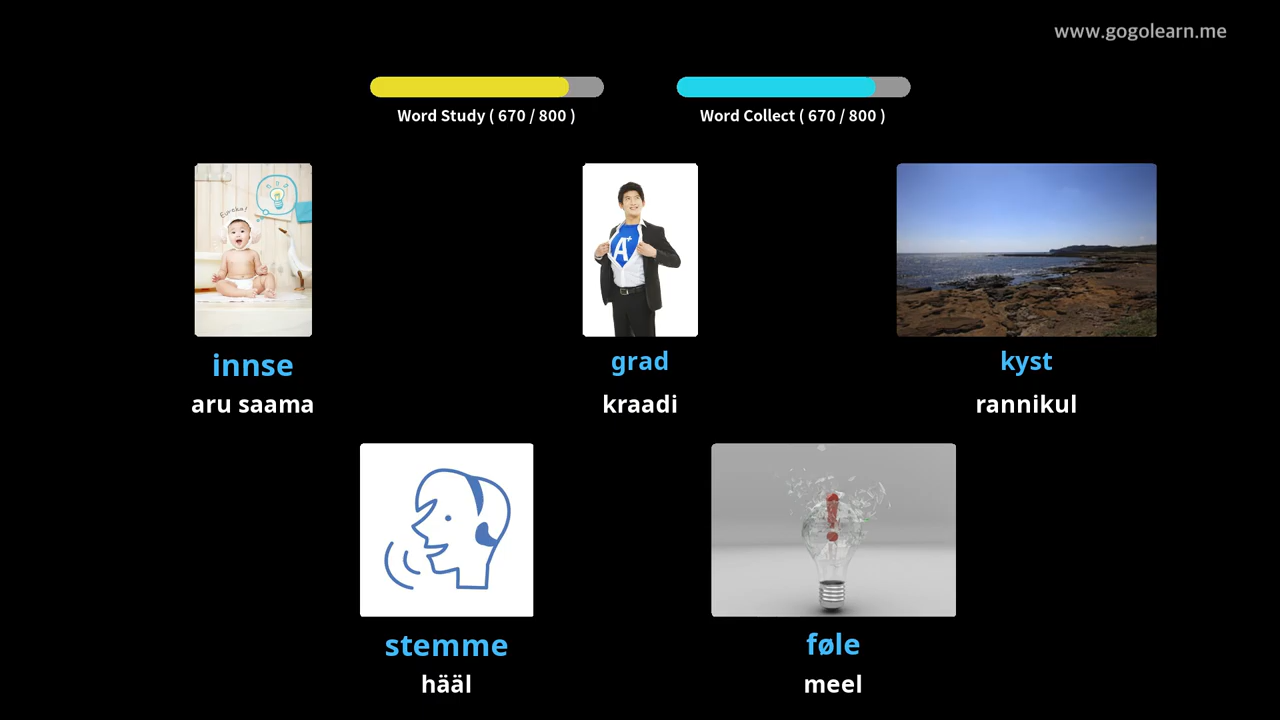 www.gogolearn.me
Word Study ( 670 / 800 )
Word Collect ( 670 / 800 )
Eureka!
A+
innse
grad
kyst
aru saama
kraadi
rannikul
stemme
føle
hääl
meel